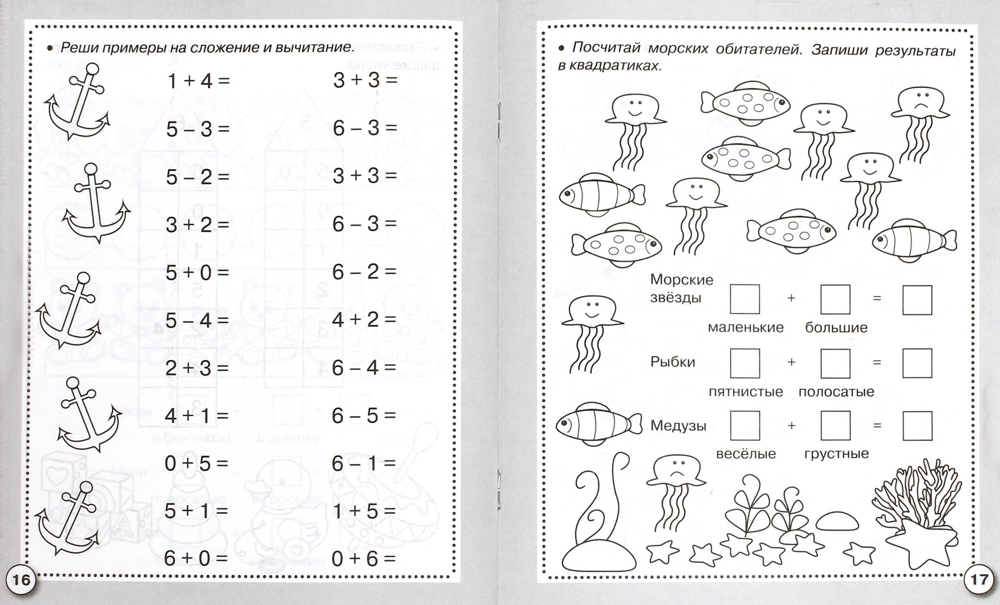 • Реши примеры на сложение и вычитание.
1 + 4 =
5 – 3 =
5 – 2 =
3 + 2 =
5 + 0 =
5 – 4 =
2 + 3 =
4 + 1 =
0 + 5 =
5 + 1 =
6 + 0 =
3 + 3 =
6 – 3 =
3 + 3 =
6 – 3 =
6 – 2 =
4 + 2 =
6 – 4 =
6 – 5 =
6 – 1 =
1 + 5 =
0 + 6 =
16
• Посчитай морских обитателей. Запиши результаты
в квадратиках.
Морские
звёзды + =
маленькие большие
Рыбки + =
пятнистые полосатые
Медузы + =
весёлые грустные
17